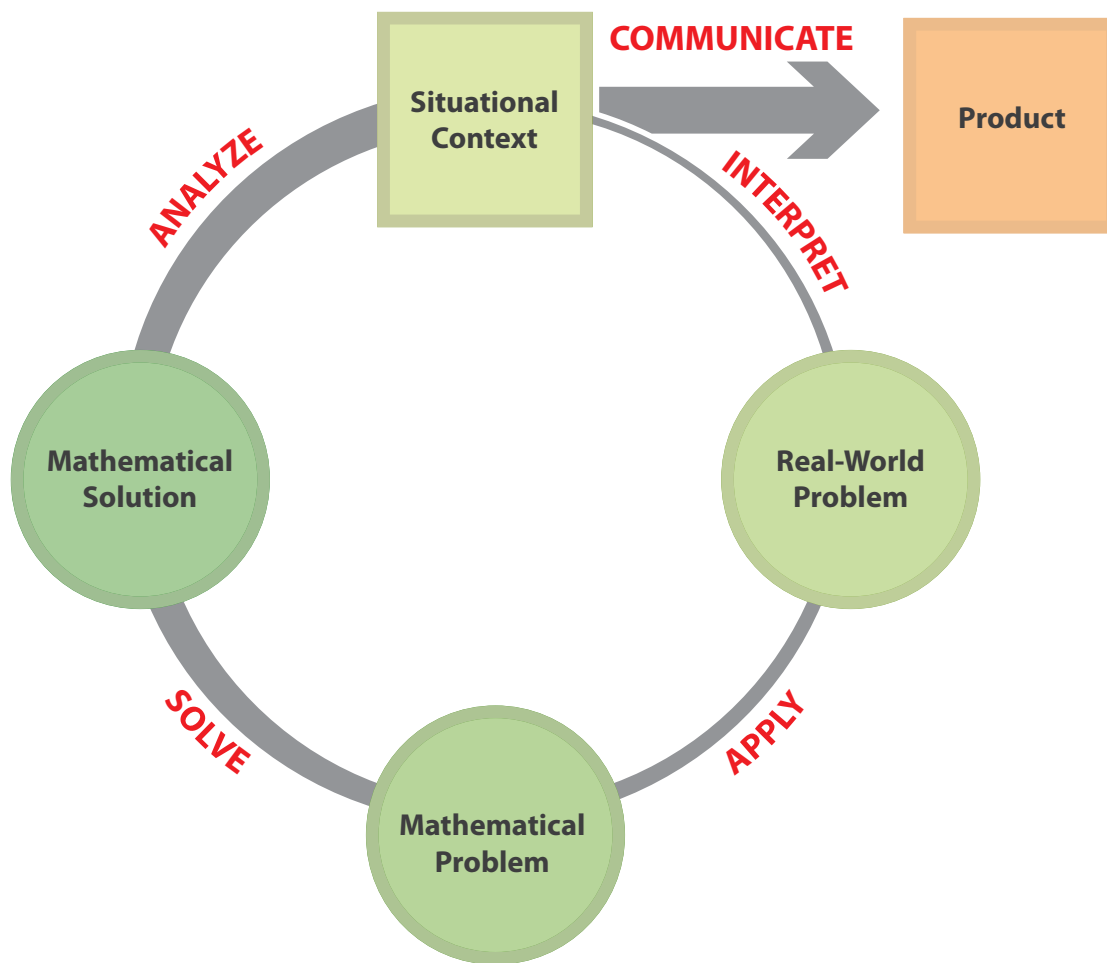 COMMUNICATE
Situational
Context
Product
ANALYZE
INTERPRET
Mathematical
Solution
Real-World
Problem
SOLVE
APPLY
Mathematical
Problem